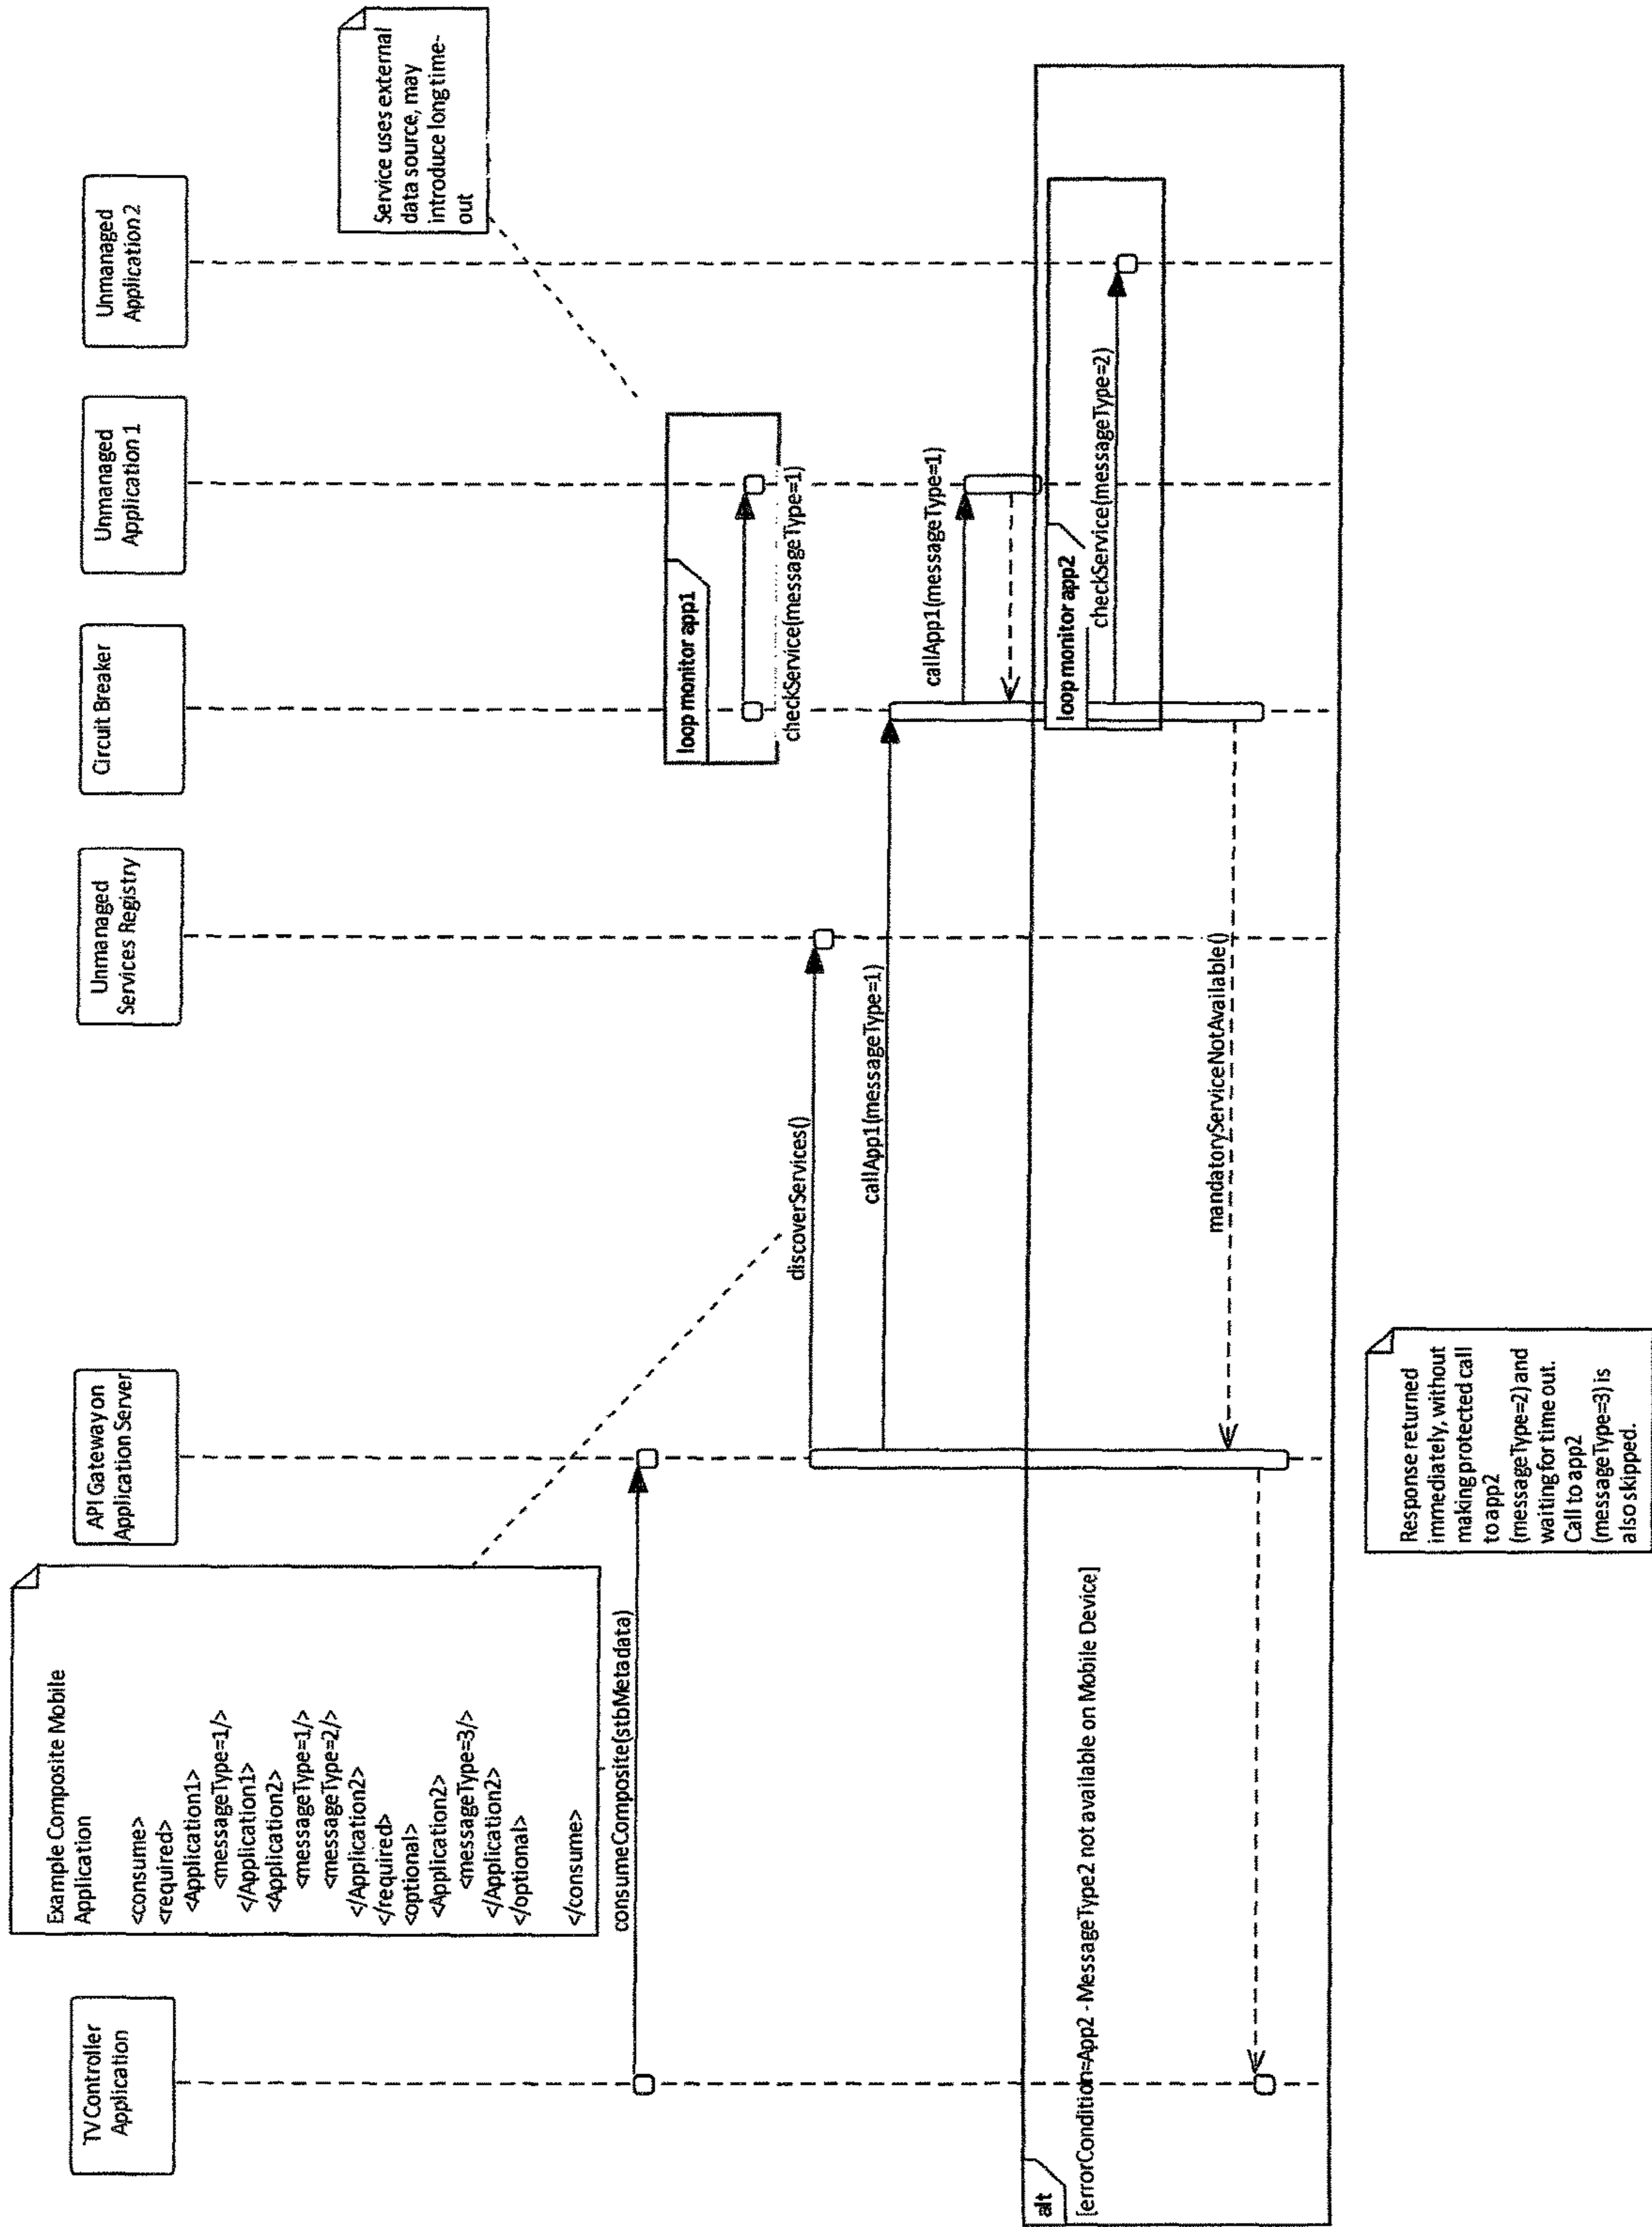 TV Controller
Application
API Gateway on
Application Server
Unmanaged
Services Registry
Circuit Breaker
Unmanaged
Application 1
Unmanaged
Application 2
Example Composite Mobile
Application
<consume>
<required>
<Application1>
<messageType=1/>
</Application1>
<Application2>
<messageType=1/>
<messageType=2/>
</Application2>
</required>
<optional>
<Application2>
<messageType=3/>
</Application2>
</optional>
</consume>
Service uses external
data source, may
introduce long time-
out
consumeComposite(stbMetadata)
loop monitor app1
checkService(messageType=1)
discoverServices()
callApp1(messageType=1)
callApp1(messageType=1)
alt
[errorCondition=App2 - MessageType2 not available on Mobile Device]
loop monitor app2
checkService(messageType=2)
mandatoryServiceNotAvailable()
Response returned
immediately, without
making protected call
to app2
(messageType=2) and
waiting for time out.
Call to app2
(messageType=3) is
also skipped.